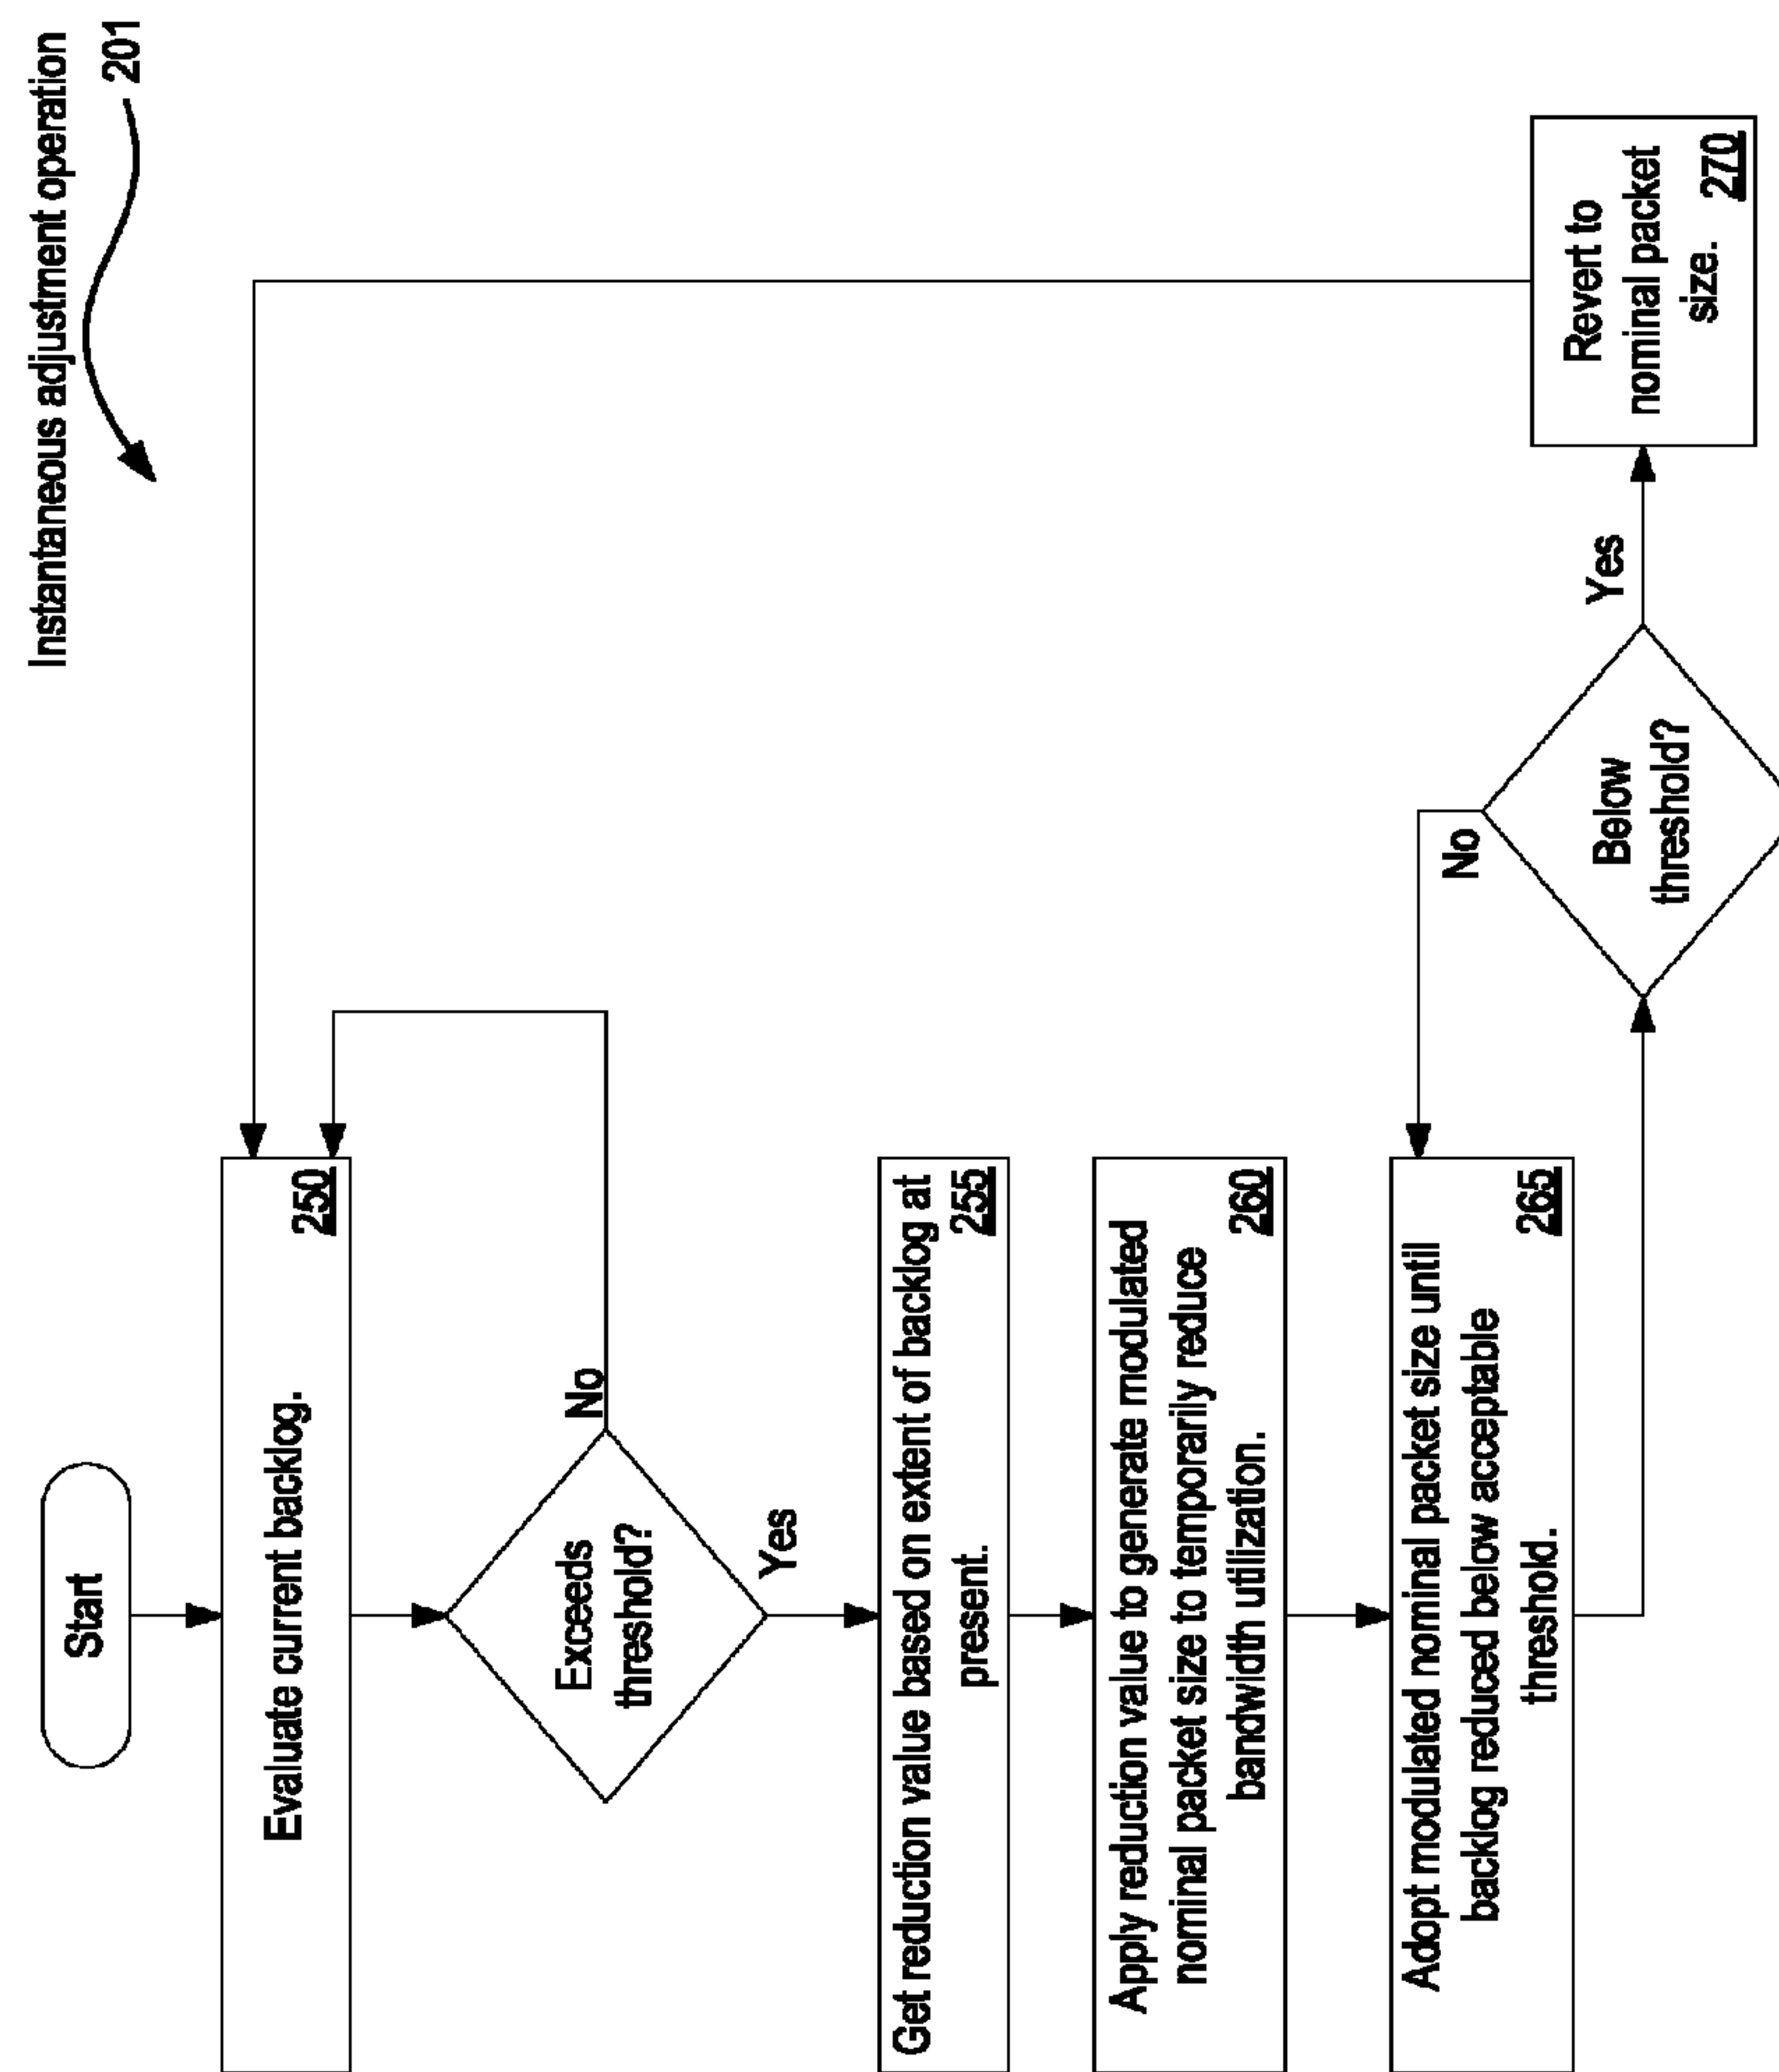 Instantaneous adjustment operation
201
Start
Evaluate current backlog.
250
Exceeds
threshold?
No
Yes
Get reduction value based on extent of backlog at
present.
255
Apply reduction value to generate modulated
nominal packet size to temporarily reduce
bandwidth utilization.
260
Adopt modulated nominal packet size until
backlog reduced below acceptable
threshold.
265
Below
threshold?
No
Yes
Revert to
nominal packet
size.
270